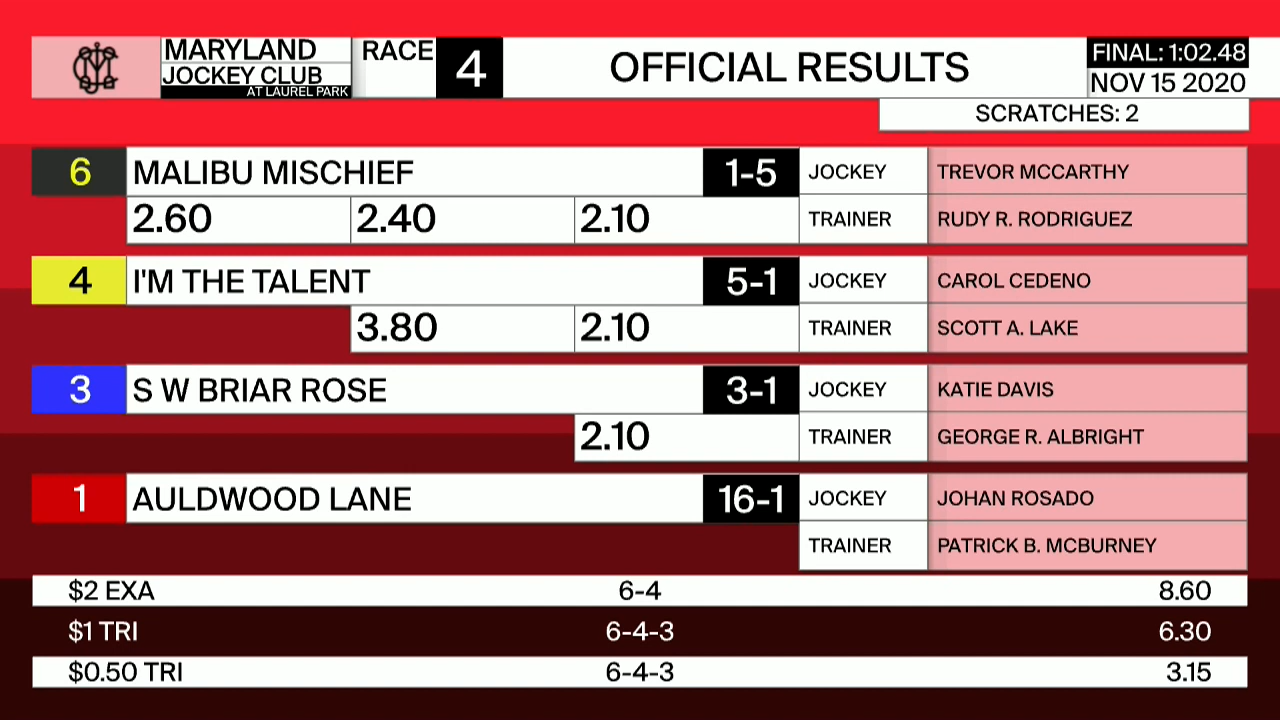 MARYLAND
JOCKEY CLUB
AT LAUREL PARK
RACE 4
OFFICIAL RESULTS
FINAL: 1:02.48
NOV 15 2020
SCRATCHES: 2
6 MALIBU MISCHIEF 1-5 JOCKEY TREVOR MCCARTHY
2.60 2.40 2.10 TRAINER RUDY R. RODRIGUEZ
4 I'M THE TALENT 5-1 JOCKEY CAROL CEDENO
3.80 2.10 TRAINER SCOTT A. LAKE
3 S W BRIAR ROSE 3-1 JOCKEY KATIE DAVIS
2.10 TRAINER GEORGE R. ALBRIGHT
1 AULDWOOD LANE 16-1 JOCKEY JOHAN ROSADO
TRAINER PATRICK B. MCBURNEY
$2 EXA 6-4 8.60
$1 TRI 6-4-3 6.30
$0.50 TRI 6-4-3 3.15